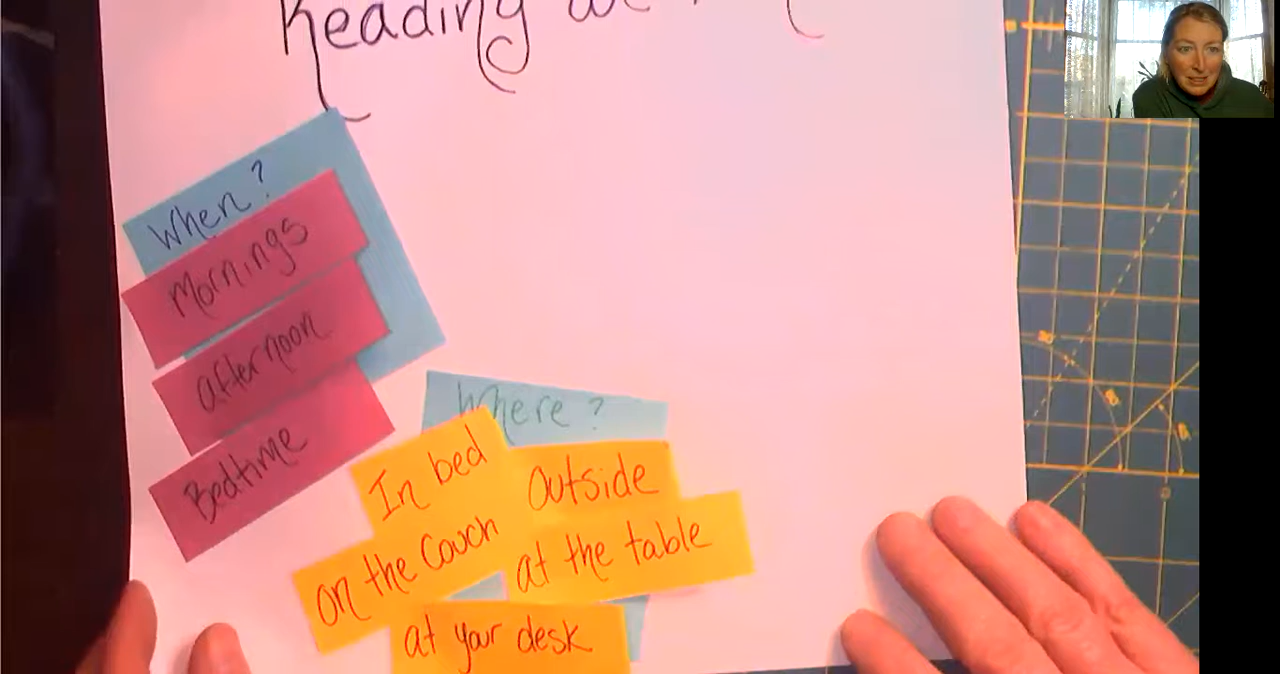 Reading
When?
Mornings
afternoon
Bedtime
Where?
In bed
outside
on the couch
at the table
at your desk